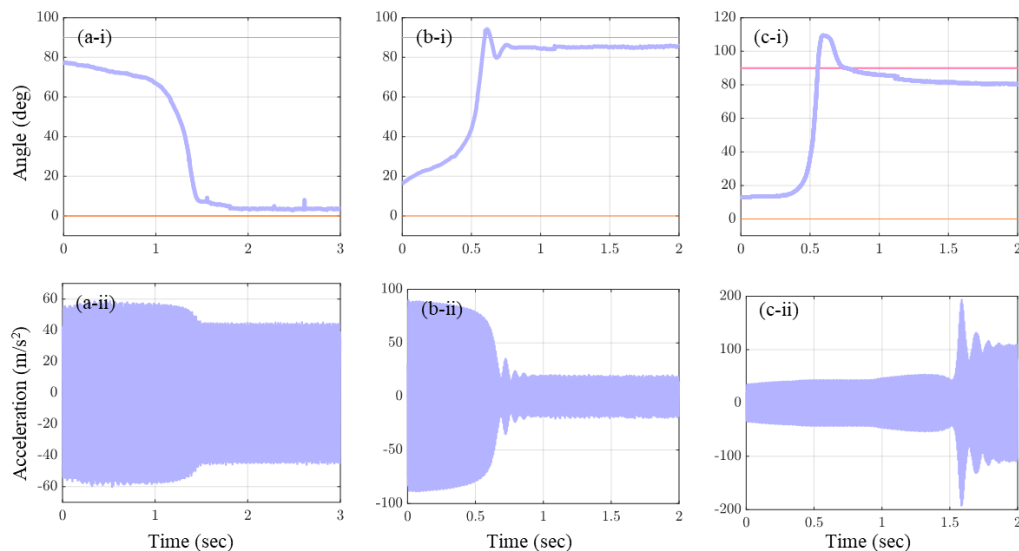 (a-i)
(b-i)
(c-i)
Angle (deg)
100
80
60
40
20
0
0 1 2 3
100
80
60
40
20
0
0 0.5 1 1.5 2
120
100
80
60
40
20
0
0 0.5 1 1.5 2
(a-ii)
(b-ii)
(c-ii)
Acceleration (m/s²)
60
40
20
0
-20
-40
-60
0 1 2 3
100
50
0
-50
-100
0 0.5 1 1.5 2
200
100
0
-100
-200
0 0.5 1 1.5 2
Time (sec)
Time (sec)
Time (sec)